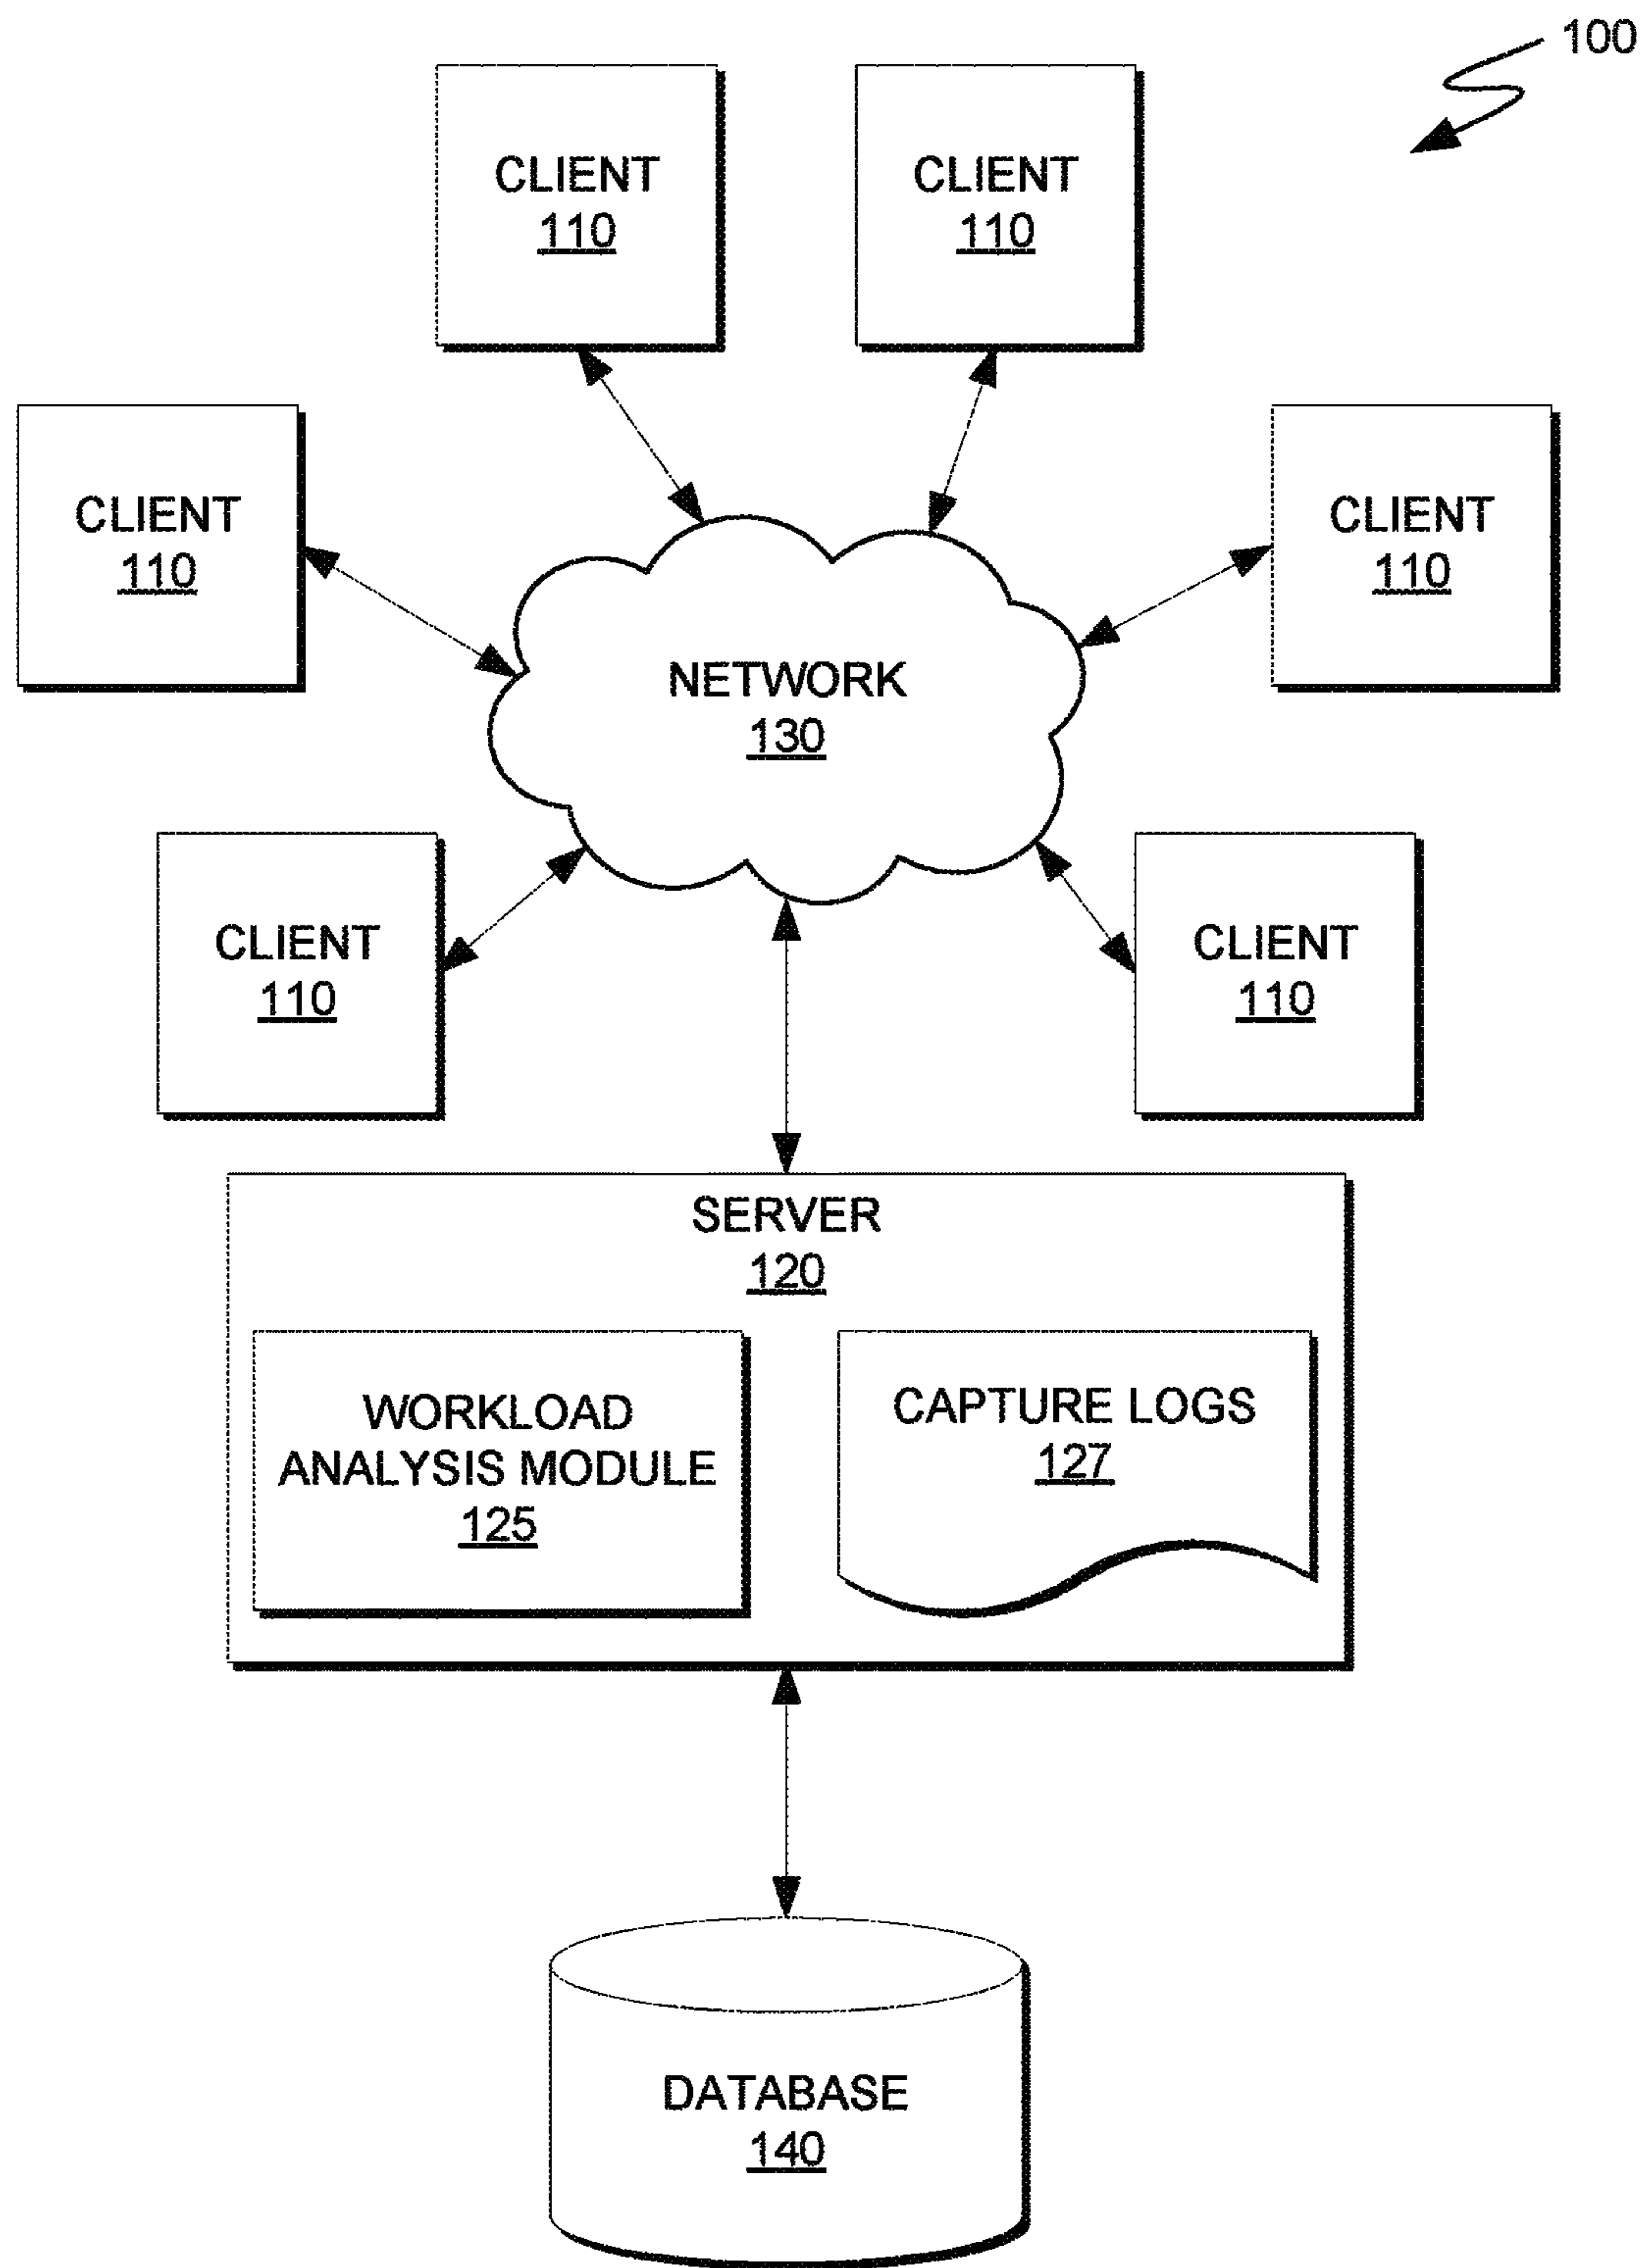 100
CLIENT
110
CLIENT
110
CLIENT
110
CLIENT
110
NETWORK
130
CLIENT
110
CLIENT
110
SERVER
120
WORKLOAD
ANALYSIS MODULE
125
CAPTURE LOGS
127
DATABASE
140